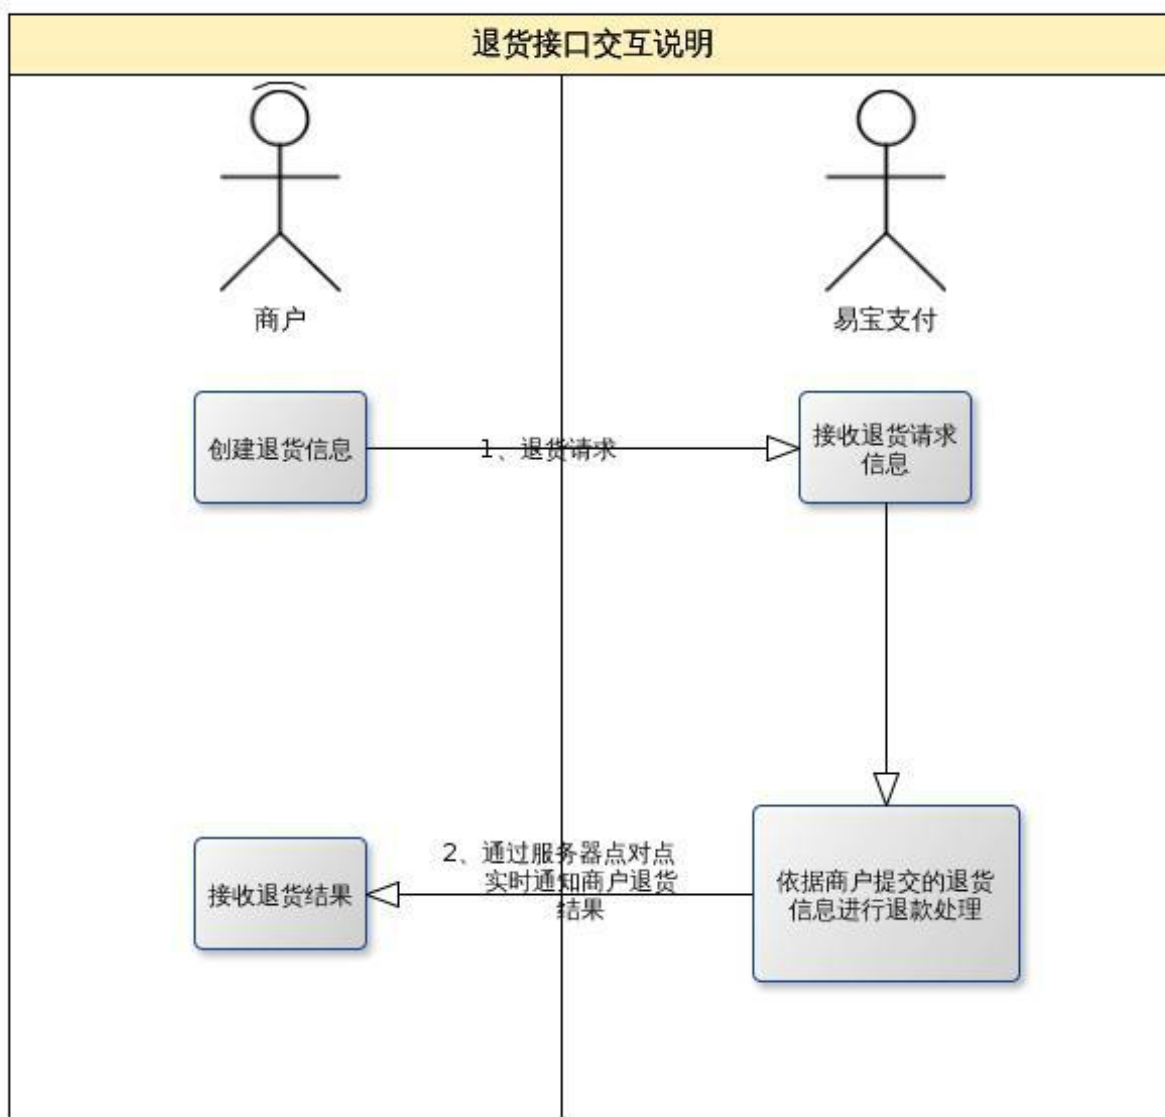 退货接口交互说明
商户
易宝支付
创建退货信息
1、退货请求
接收退货请求
信息
接收退货结果
2、通过服务器点对点
实时通知商户退货
结果
依据商户提交的退货
信息进行退款处理